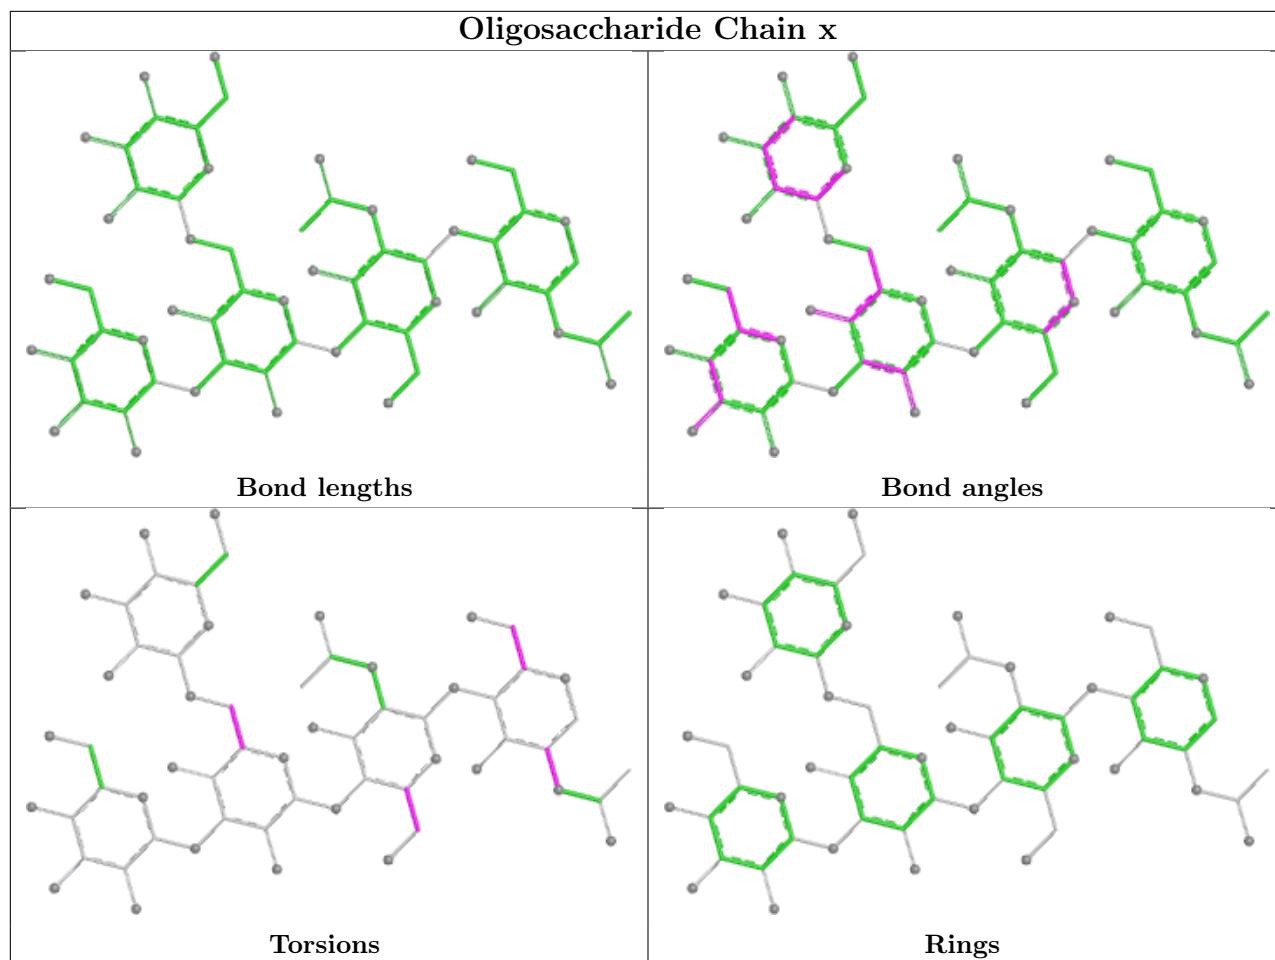 Oligosaccharide Chain x
Bond lengths
Bond angles
Torsions
Rings